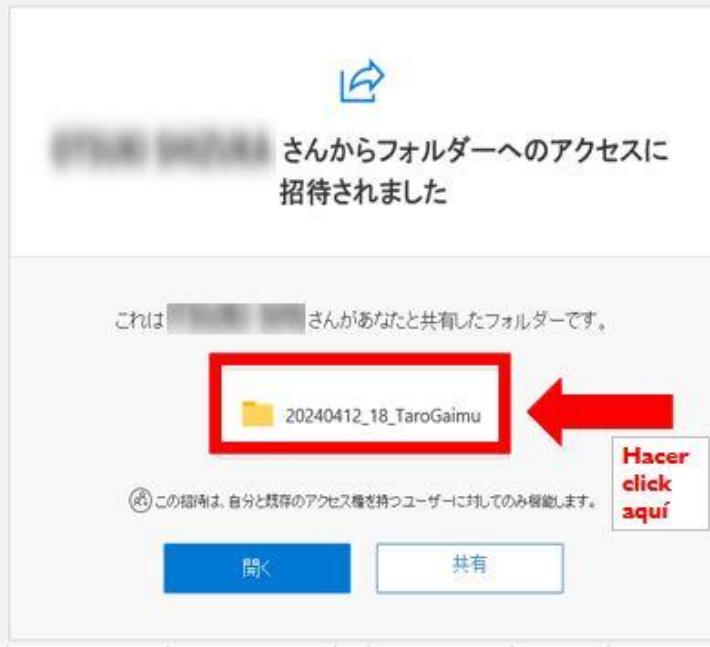 さんからフォルダーへのアクセスに
招待されました
これは さんがあなたと共有したフォルダーです。
20240412_18_TaroGaimu
Hacer
click
aquí
この招待は、自分と既存のアクセス権を持つユーザーに対してのみ機能します。
開く
共有